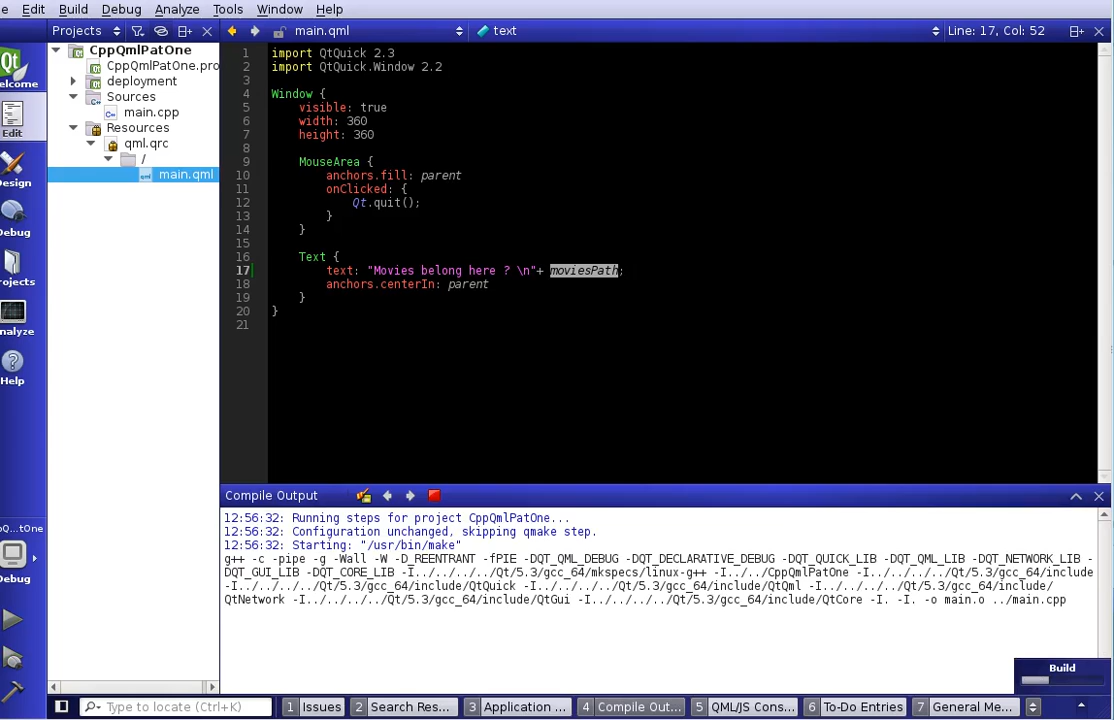 e Edit Build Debug Analyze Tools Window Help
Projects main.qml text Line: 17, Col: 52
CppQmlPatOne
CppQmlPatOne.pro
deployment
Sources
main.cpp
Resources
qml.qrc
/
main.qml
Qt
elcome
Edit
Design
Debug
rojects
nalyze
Help
pQ...tOne
Debug
1 import QtQuick 2.3
2 import QtQuick.Window 2.2
3
4 Window {
5 visible: true
6 width: 360
7 height: 360
8
9 MouseArea {
10 anchors.fill: parent
11 onClicked: {
12 Qt.quit();
13 }
14 }
15
16 Text {
17 text: "Movies belong here ? \n"+ moviesPath;
18 anchors.centerIn: parent
19 }
20 }
21
Compile Output
12:56:32: Running steps for project CppQmlPatOne...
12:56:32: Configuration unchanged, skipping qmake step.
12:56:32: Starting: "/usr/bin/make"
g++ -c -pipe -g -Wall -W -D_REENTRANT -fPIE -DQT_QML_DEBUG -DQT_DECLARATIVE_DEBUG -DQT_QUICK_LIB -DQT_QML_LIB -DQT_NETWORK_LIB -
DQT_GUI_LIB -DQT_CORE_LIB -I../../../Qt/5.3/gcc_64/mkspecs/linux-g++ -I../../CppQmlPatOne -I../../../Qt/5.3/gcc_64/include
-I../../../Qt/5.3/gcc_64/include/QtQuick -I../../../Qt/5.3/gcc_64/include/QtQml -I../../../Qt/5.3/gcc_64/include/
QtNetwork -I../../../Qt/5.3/gcc_64/include/QtGui -I../../../Qt/5.3/gcc_64/include/QtCore -I. -I. -o main.o ../main.cpp
Build
Type to locate (Ctrl+K) 1 Issues 2 Search Res... 3 Application ... 4 Compile Out... 5 QML/JS Cons... 6 To-Do Entries 7 General Me...